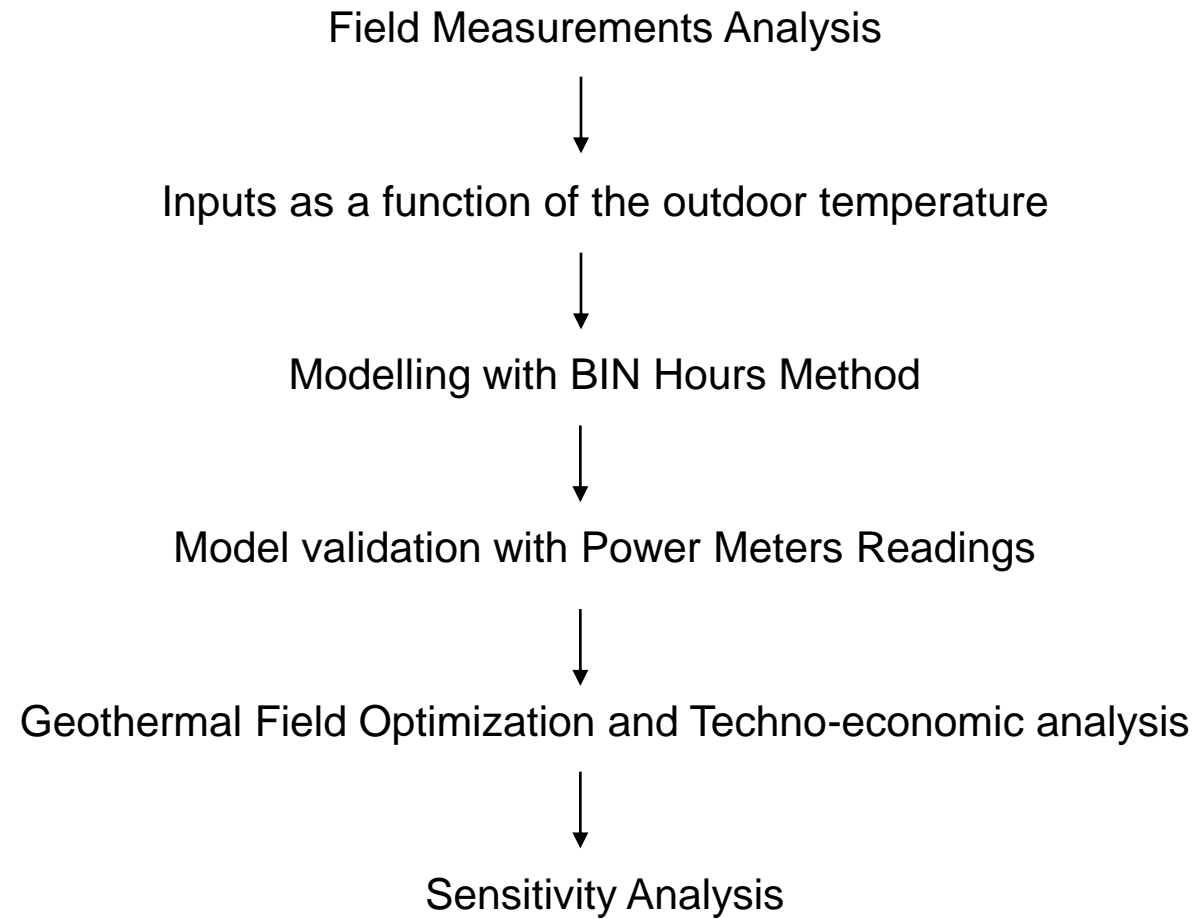 Field Measurements Analysis
Inputs as a function of the outdoor temperature
Modelling with BIN Hours Method
Model validation with Power Meters Readings
Geothermal Field Optimization and Techno-economic analysis
Sensitivity Analysis